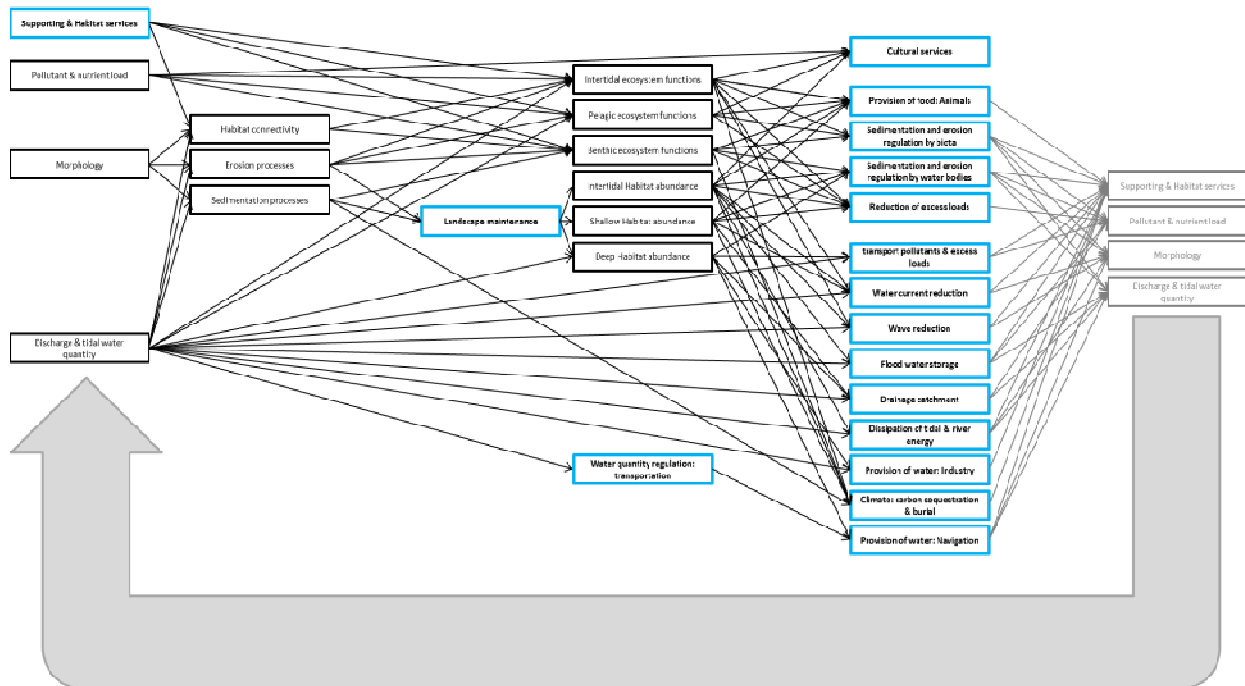 Supporting & Habitat services
Pollutant & nutrient load
Morphology
Discharge & tidal water
quantity
Habitat connectivity
Erosion processes
Sedimentation processes
Landscape maintenance
Intertidal ecosystem functions
Pelagic ecosystem functions
Benthic ecosystem functions
Intertidal Habitat abundance
Shallow Habitat abundance
Deep Habitat abundance
Water quantity regulation:
transportation
Cultural services
Provision of food: Animals
Sedimentation and erosion
regulation by biota
Sedimentation and erosion
regulation by water bodies
Reduction of excess loads
transport pollutants & excess
loads
Water current reduction
Wave reduction
Flood water storage
Drainage catchment
Dissipation of tidal & river
energy
Provision of water: Industry
Climate: carbon sequestration
& burial
Provision of water: Navigation
Supporting & Habitat services
Pollutant & nutrient load
Morphology
Discharge & tidal water
quantity